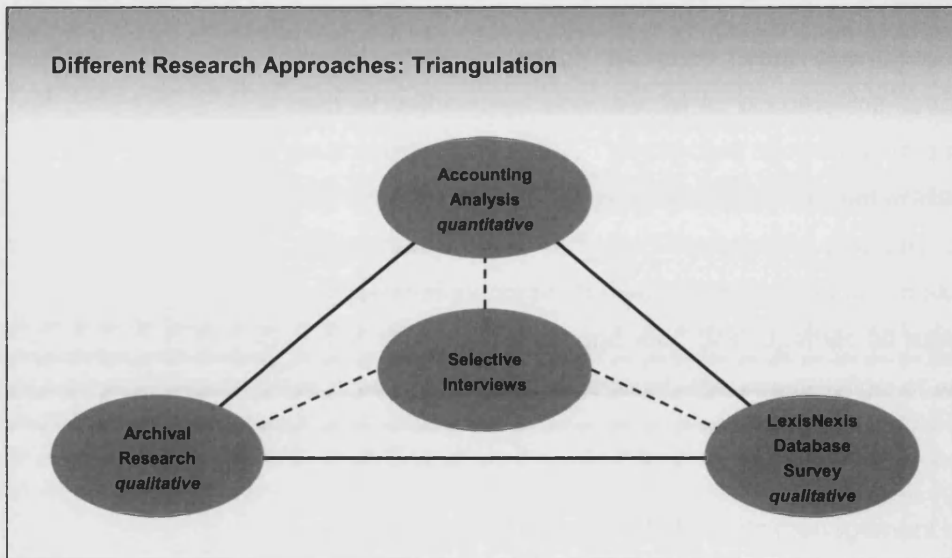 Different Research Approaches: Triangulation
Accounting
Analysis
quantitative
Selective
Interviews
Archival
Research
qualitative
LexisNexis
Database
Survey
qualitative